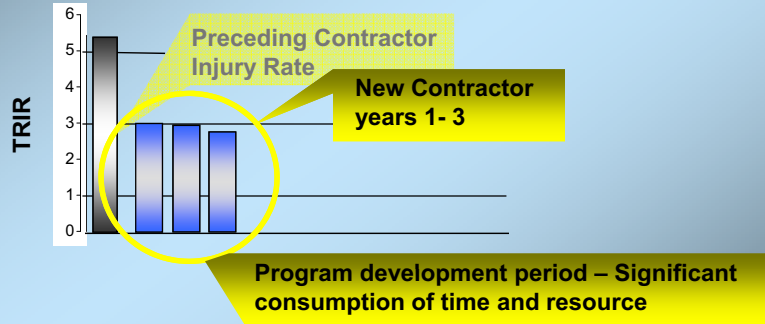 6
5
4
3
2
1
0
TRIR
Preceding Contractor
Injury Rate
New Contractor
years 1- 3
Program development period – Significant
consumption of time and resource